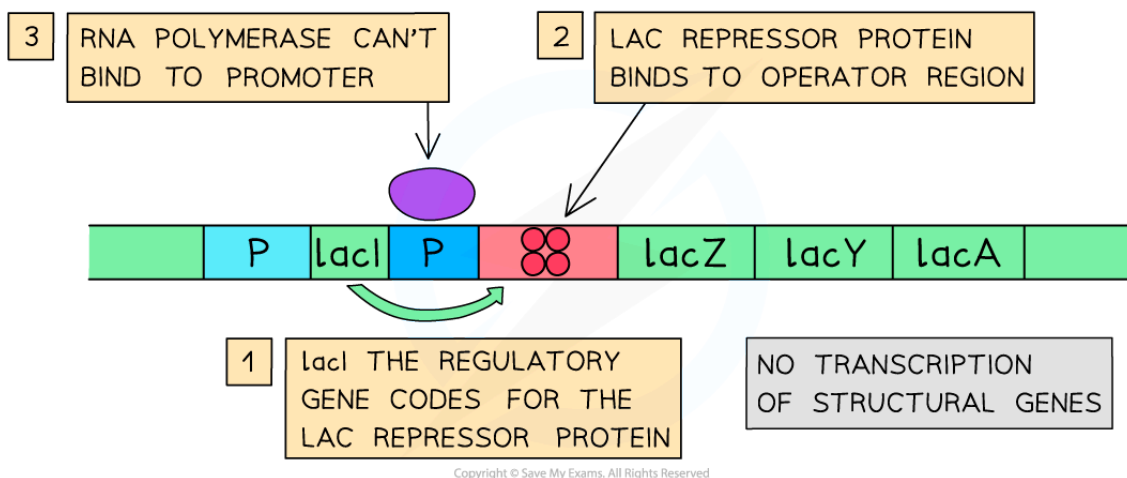 3
RNA POLYMERASE CAN'T
BIND TO PROMOTER
2
LAC REPRESSOR PROTEIN
BINDS TO OPERATOR REGION
P
lacI
P
lacZ
lacY
lacA
1
lacI THE REGULATORY
GENE CODES FOR THE
LAC REPRESSOR PROTEIN
NO TRANSCRIPTION
OF STRUCTURAL GENES
Copyright © Save My Exams. All Rights Reserved